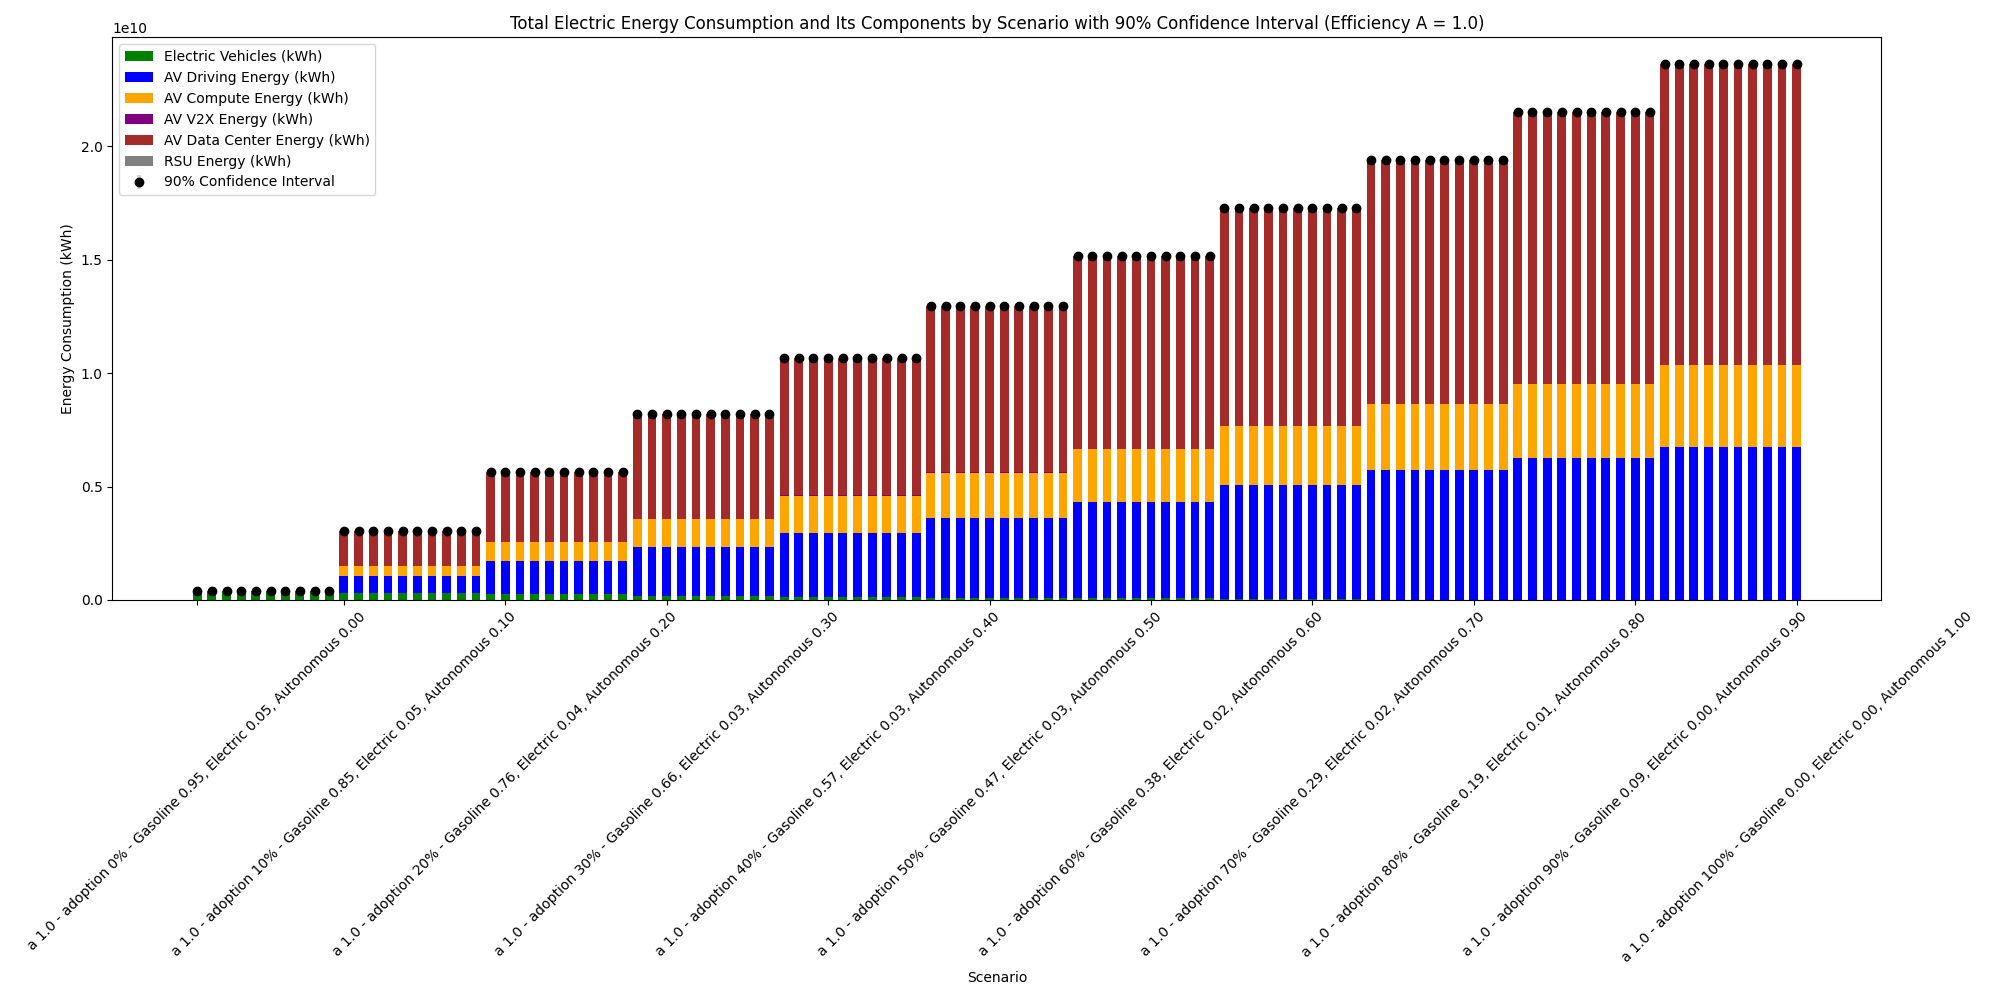 Total Electric Energy Consumption and Its Components by Scenario with 90% Confidence Interval (Efficiency A = 1.0)
1e10
Electric Vehicles (kWh)
AV Driving Energy (kWh)
AV Compute Energy (kWh)
AV V2X Energy (kWh)
AV Data Center Energy (kWh)
RSU Energy (kWh)
90% Confidence Interval
Energy Consumption (kWh)
2.0
1.5
1.0
0.5
0.0
a 1.0 - adoption 0% - Gasoline 0.95, Electric 0.05, Autonomous 0.00
a 1.0 - adoption 10% - Gasoline 0.85, Electric 0.05, Autonomous 0.10
a 1.0 - adoption 20% - Gasoline 0.76, Electric 0.04, Autonomous 0.20
a 1.0 - adoption 30% - Gasoline 0.66, Electric 0.03, Autonomous 0.30
a 1.0 - adoption 40% - Gasoline 0.57, Electric 0.03, Autonomous 0.40
a 1.0 - adoption 50% - Gasoline 0.47, Electric 0.03, Autonomous 0.50
a 1.0 - adoption 60% - Gasoline 0.38, Electric 0.02, Autonomous 0.60
a 1.0 - adoption 70% - Gasoline 0.29, Electric 0.02, Autonomous 0.70
a 1.0 - adoption 80% - Gasoline 0.19, Electric 0.01, Autonomous 0.80
a 1.0 - adoption 90% - Gasoline 0.09, Electric 0.00, Autonomous 0.90
a 1.0 - adoption 100% - Gasoline 0.00, Electric 0.00, Autonomous 1.00
Scenario